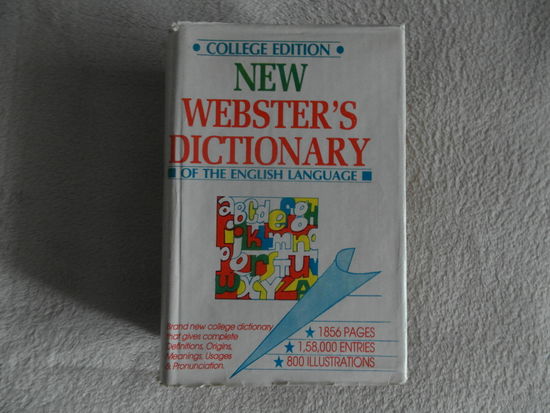 COLLEGE EDITION
NEW
WEBSTER'S
DICTIONARY
OF THE ENGLISH LANGUAGE
Brand new college dictionary
that gives complete
Definitions, Origins,
Meanings, Usages
& Pronunciation.
★ 1856 PAGES
★ 1,58,000 ENTRIES
★ 800 ILLUSTRATIONS